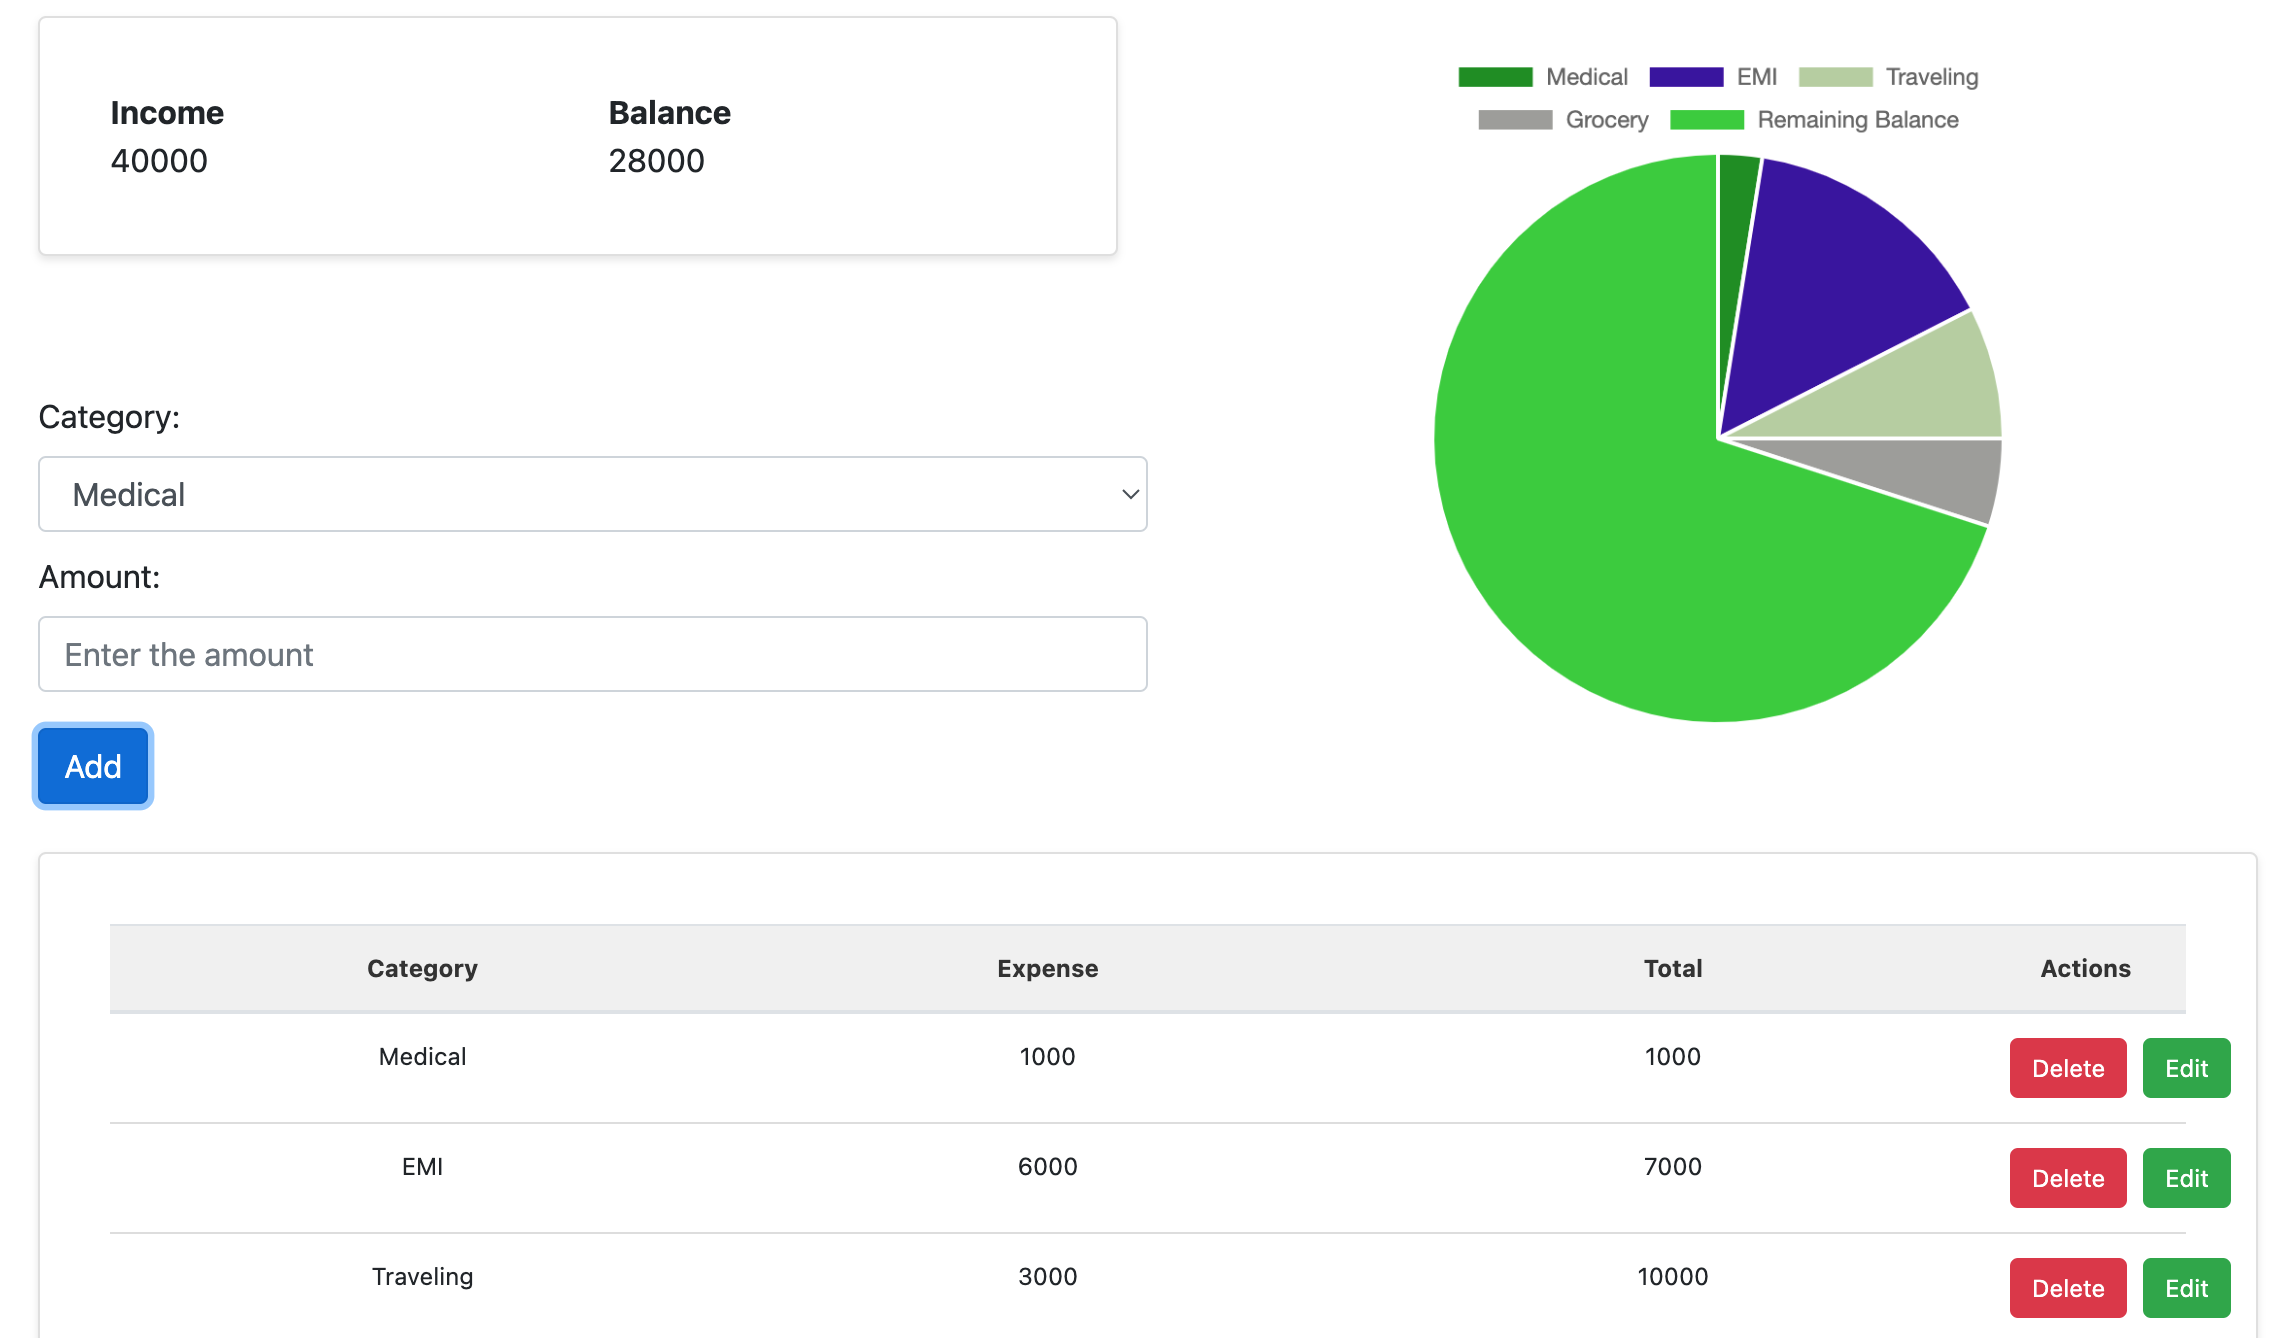 Income
40000
Balance
28000
Medical EMI Traveling
Grocery Remaining Balance
Category:
Medical
Amount:
Enter the amount
Add
Category Expense Total Actions
Medical 1000 1000 Delete Edit
EMI 6000 7000 Delete Edit
Traveling 3000 10000 Delete Edit